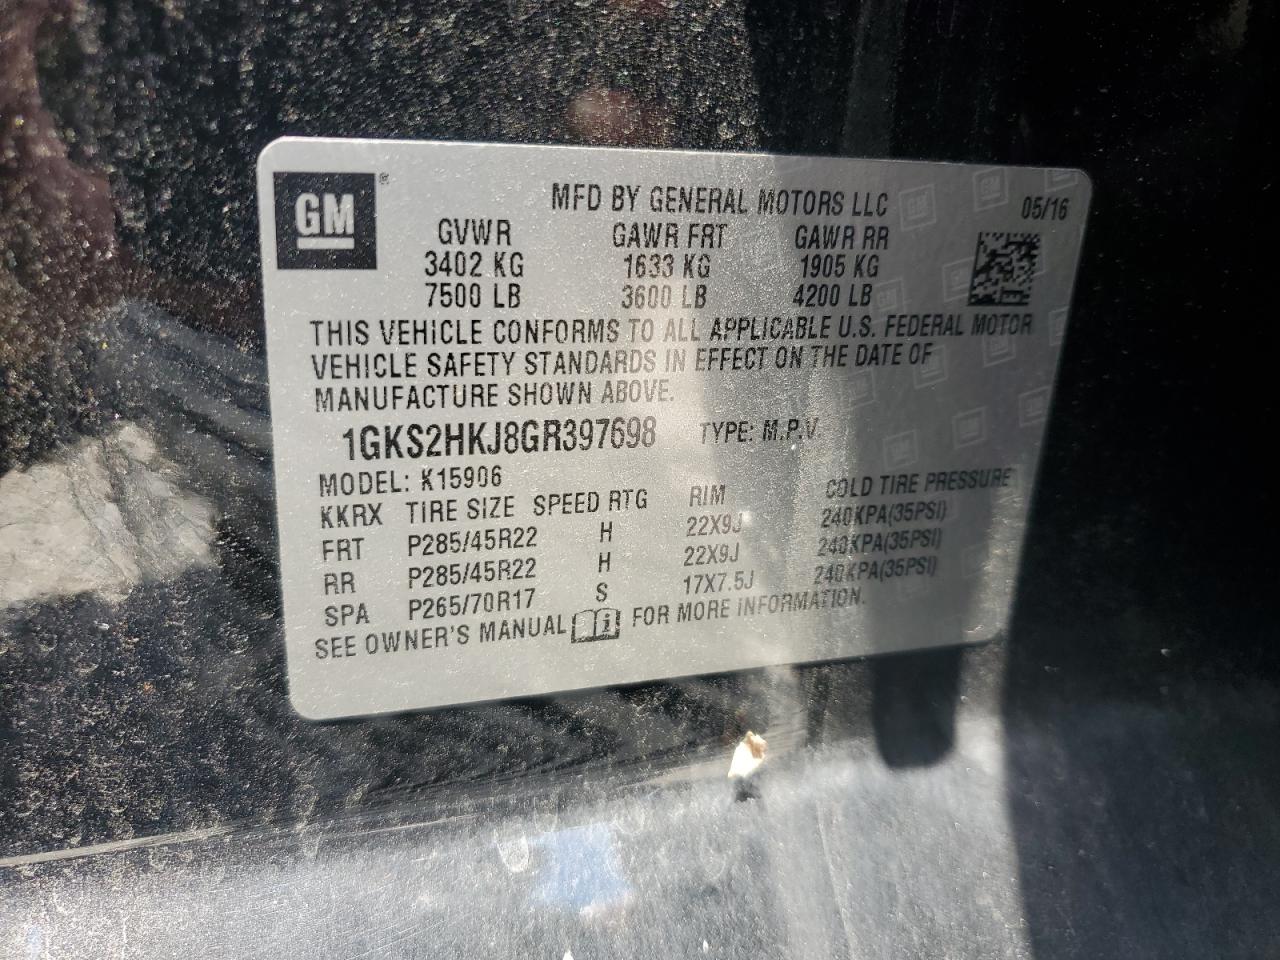 GM ®
MFD BY GENERAL MOTORS LLC 05/16
GVWR GAWR FRT GAWR RR
3402 KG 1633 KG 1905 KG
7500 LB 3600 LB 4200 LB
THIS VEHICLE CONFORMS TO ALL APPLICABLE U.S. FEDERAL MOTOR
VEHICLE SAFETY STANDARDS IN EFFECT ON THE DATE OF
MANUFACTURE SHOWN ABOVE.
1GKS2HKJ8GR397698 TYPE: M.P.V.
MODEL: K15906
KKRX TIRE SIZE SPEED RTG RIM COLD TIRE PRESSURE
FRT P285/45R22 H 22X9J 240KPA(35PSI)
RR P285/45R22 H 22X9J 240KPA(35PSI)
SPA P265/70R17 S 17X7.5J 240KPA(35PSI)
SEE OWNER'S MANUAL i FOR MORE INFORMATION.